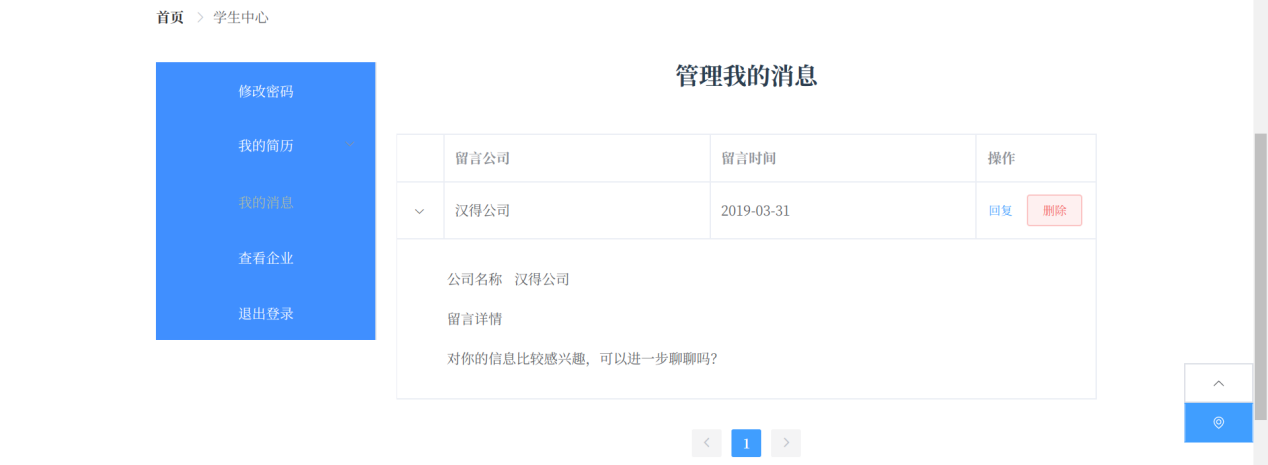 首页 学生中心
修改密码
我的简历
我的消息
查看企业
退出登录
管理我的消息
留言公司 留言时间 操作
汉得公司 2019-03-31 回复 删除
公司名称 汉得公司
留言详情
对你的信息比较感兴趣，可以进一步聊聊吗?
1